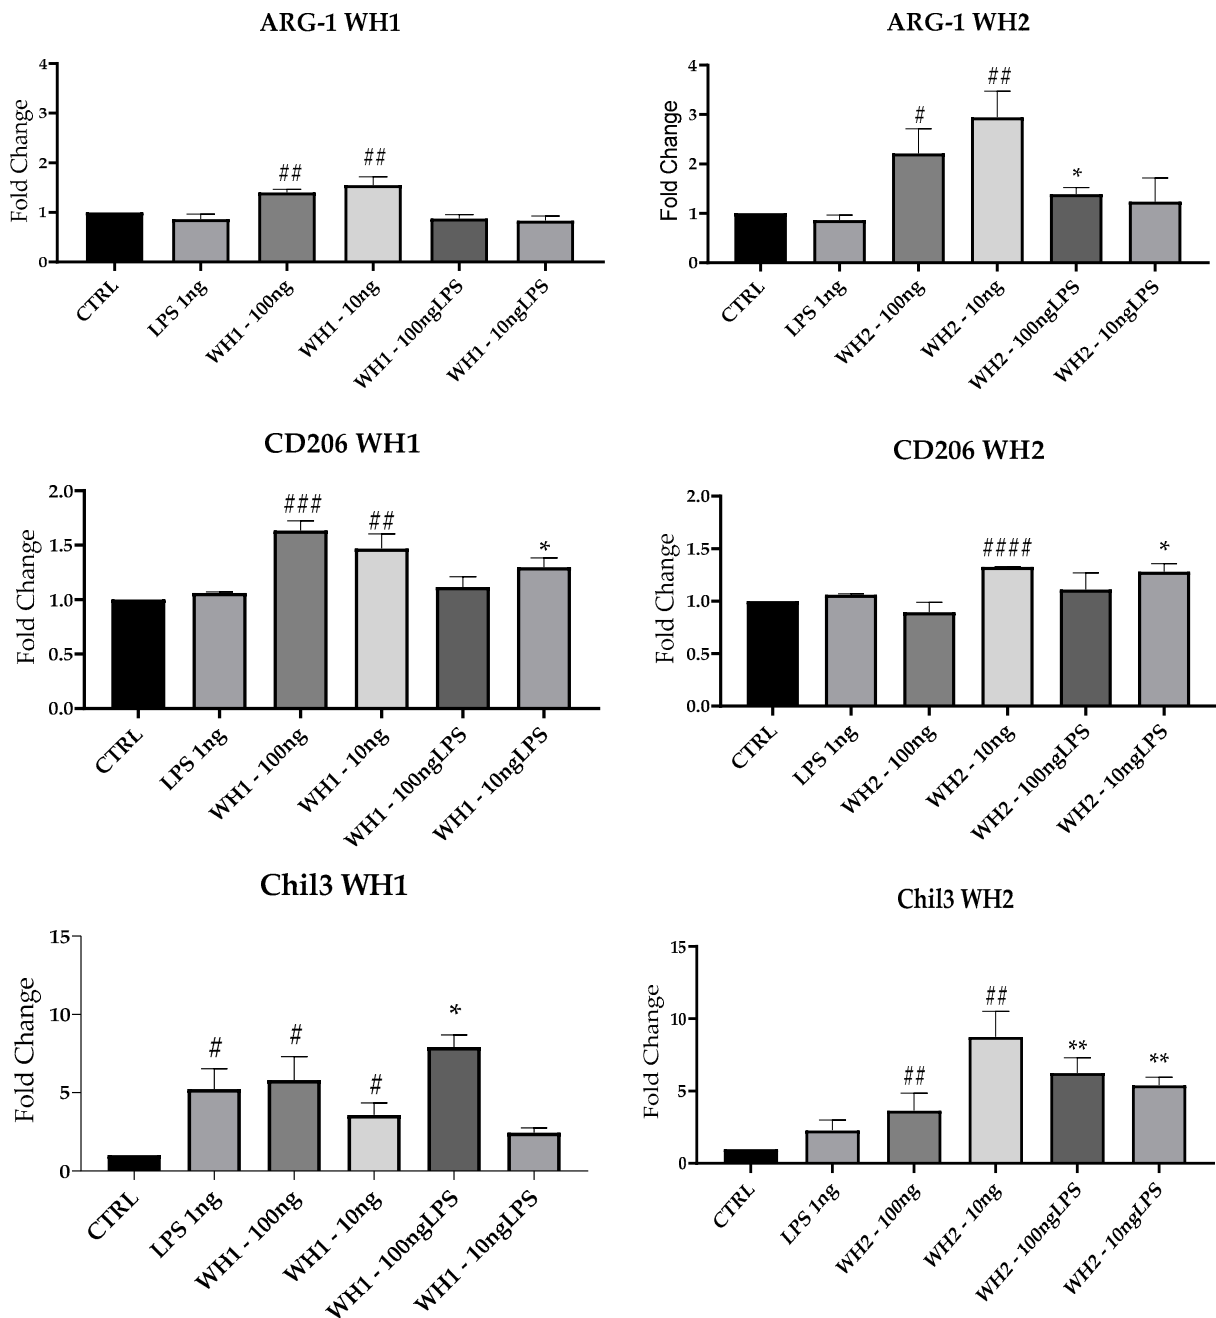 ARG-1 WH1
Fold Change
4
3
2
1
0
##
##
CTRL
LPS 1ng
WH1 - 100ng
WH1 - 10ng
WH1 - 100ngLPS
WH1 - 10ngLPS
ARG-1 WH2
Fold Change
4
3
2
1
0
#
##
*
CTRL
LPS 1ng
WH2 - 100ng
WH2 - 10ng
WH2 - 100ngLPS
WH2 - 10ngLPS
CD206 WH1
Fold Change
2.0
1.5
1.0
0.5
0.0
###
##
*
CTRL
LPS 1ng
WH1 - 100ng
WH1 - 10ng
WH1 - 100ngLPS
WH1 - 10ngLPS
CD206 WH2
Fold Change
2.0
1.5
1.0
0.5
0.0
####
*
CTRL
LPS 1ng
WH2 - 100ng
WH2 - 10ng
WH2 - 100ngLPS
WH2 - 10ngLPS
Chil3 WH1
Fold Change
15
10
5
0
#
#
#
*
CTRL
LPS 1ng
WH1 - 100ng
WH1 - 10ng
WH1 - 100ngLPS
WH1 - 10ngLPS
Chil3 WH2
Fold Change
15
10
5
0
##
##
**
**
CTRL
LPS 1ng
WH2 - 100ng
WH2 - 10ng
WH2 - 100ngLPS
WH2 - 10ngLPS